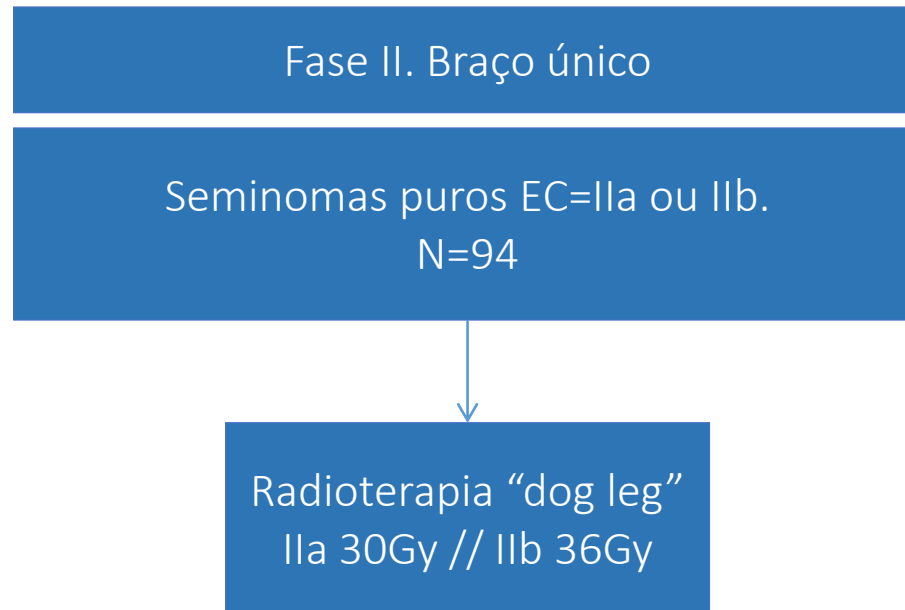 Fase II. Braço único
Seminomas puros EC=IIa ou IIb.
N=94
Radioterapia “dog leg”
IIa 30Gy // IIb 36Gy